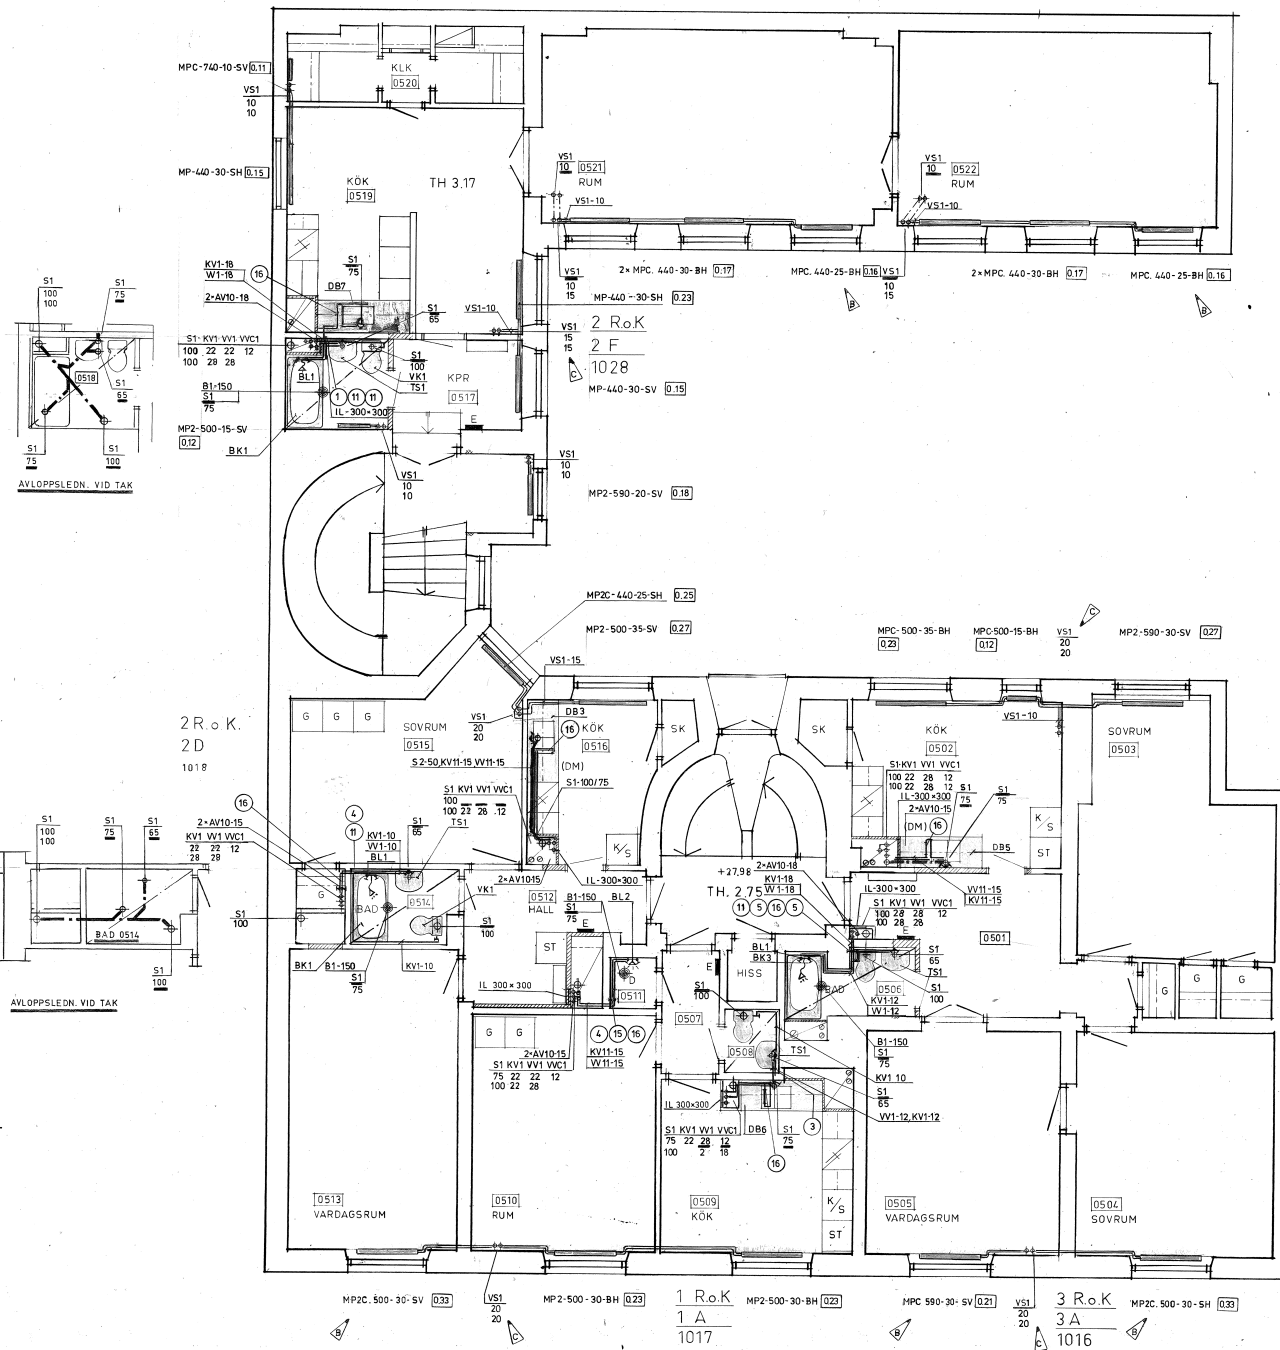 MPC-740-10-SV 0.11
VS1
10
10
KLK
0520
MP-440-30-SH 0.15
KÖK
0519
TH 3.17
VS1
10
0521
RUM
VS1-10
VS1
10
0522
RUM
VS1-10
KV1-18
VV1-18
16
S1
75
DB7
2×AV10-18
S1
65
VS1-10
VS1
10
15
2× MPC. 440-30-BH 0.17
MPC. 440-25-BH 0.16
VS1
10
15
2× MPC. 440-30-BH 0.17
MPC. 440-25-BH 0.16
B
B
MP-440-30-SH 0.23
VS1
15
15
2 R.o.K
2 F
1028
C
MP-440-30-SV 0.15
S1 KV1 VV1 VVC1
100 22 22 12
100 28 28
BL1
S1
100
VK1
TS1
KPR
0517
B1-150
S1
75
1 11 11
IL-300×300
E
MP2-500-15-SV
0.12
BK1
VS1
10
10
VS1
10
10
MP2-590-20-SV 0.18
S1
100
100
S1
75
0518
S1
65
S1
75
S1
100
AVLOPPSLEDN. VID TAK
MP2C-440-25-SH 0.25
MP2-500-35-SV 0.27
VS1-15
MPC-500-35-BH
0.23
MPC-500-15-BH
0.12
VS1
20
20
C
MP2-590-30-SV 0.27
2 R.o.K.
2D
1018
G G G
SOVRUM
0515
VS1
20
20
DB3
16
KÖK
0516
(DM)
S2-50,KV11-15,VV11-15
S1-100/75
S1 KV1 VV1 VVC1
100
100 22 28 12
K/S
SK
SK
KÖK
0502
VS1-10
SOVRUM
0503
S1 KV1 VV1 VVC1
100 22 28 12
100 22 28 12
IL-300×300
2×AV10-15
(DM) 16
S1
75
S1
75
DB5
K/S
ST
16
4
11
2×AV10-15
KV1 VV1 VVC1
22 22 12
28 28
KV1-10
VV1-10
BL1
S1
65
TS1
G
BAD
0514
VK1
S1
100
S1
100
BK1
B1-150
S1
75
KV1-10
2×AV10-15
0512
HALL
IL-300×300
B1-150
S1
75
BL2
E
ST
D
0511
IL 300×300
4 15 16
KV11-15
VV11-15
+27,98
TH. 2.75
2×AV10-18
KV1-18
VV1-18
11 5 16 5
IL-300×300
VV11-15
KV11-15
S1 KV1 VV1 VVC1
100 28 28 12
100 28 28
E
0501
S1
65
TS1
S1
100
BL1
BK3
HISS
E
BAD
0506
KV1-12
VV1-12
S1
100
0507
0508
TS1
B1-150
S1
75
KV1 10
S1
65
VV1-12, KV1-12
G G G
S1
100
100
S1
75
S1
65
BAD 0514
S1
100
AVLOPPSLEDN. VID TAK
G G
2×AV10-15
S1 KV1 VV1 VVC1
75 22 22 12
100 22 28
IL 300×300
S1 KV1 VV1 VVC1
75 22 28 12
100 2 18
DB6
S1
75
3
16
K/S
ST
0513
VARDAGSRUM
0510
RUM
0509
KÖK
0505
VARDAGSRUM
0504
SOVRUM
MP2C. 500-30-SV 0.33
VS1
20
20
MP2-500-30-BH 0.23
1 R.o.K
1 A
1017
MP2-500-30-BH 0.23
MPC 590-30-SV 0.21
VS1
20
20
3 R.o.K
3A
1016
MP2C. 500-30-SH 0.33
B
C
B
C
B